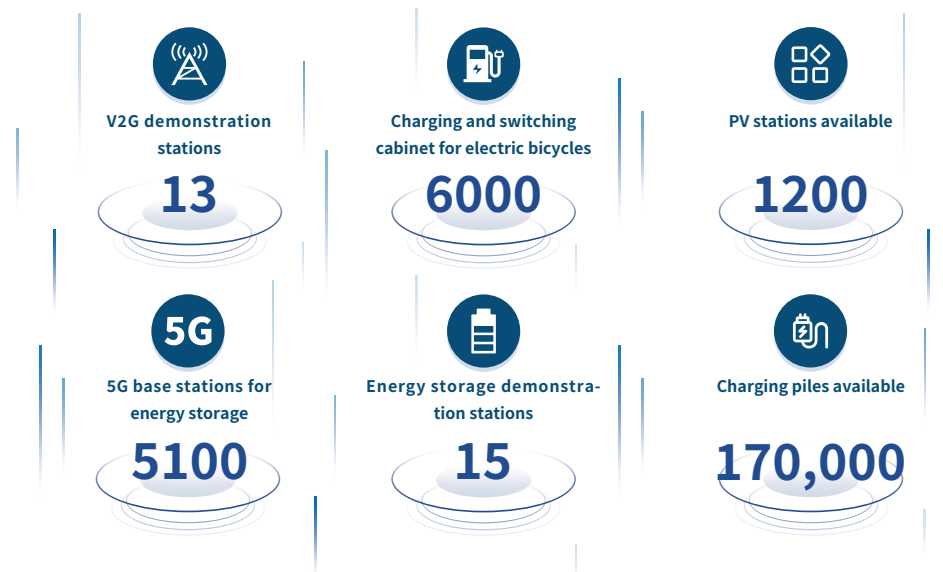 V2G demonstration
stations
13
Charging and switching
cabinet for electric bicycles
6000
PV stations available
1200
5G
5G base stations for
energy storage
5100
Energy storage demonstra-
tion stations
15
Charging piles available
170,000